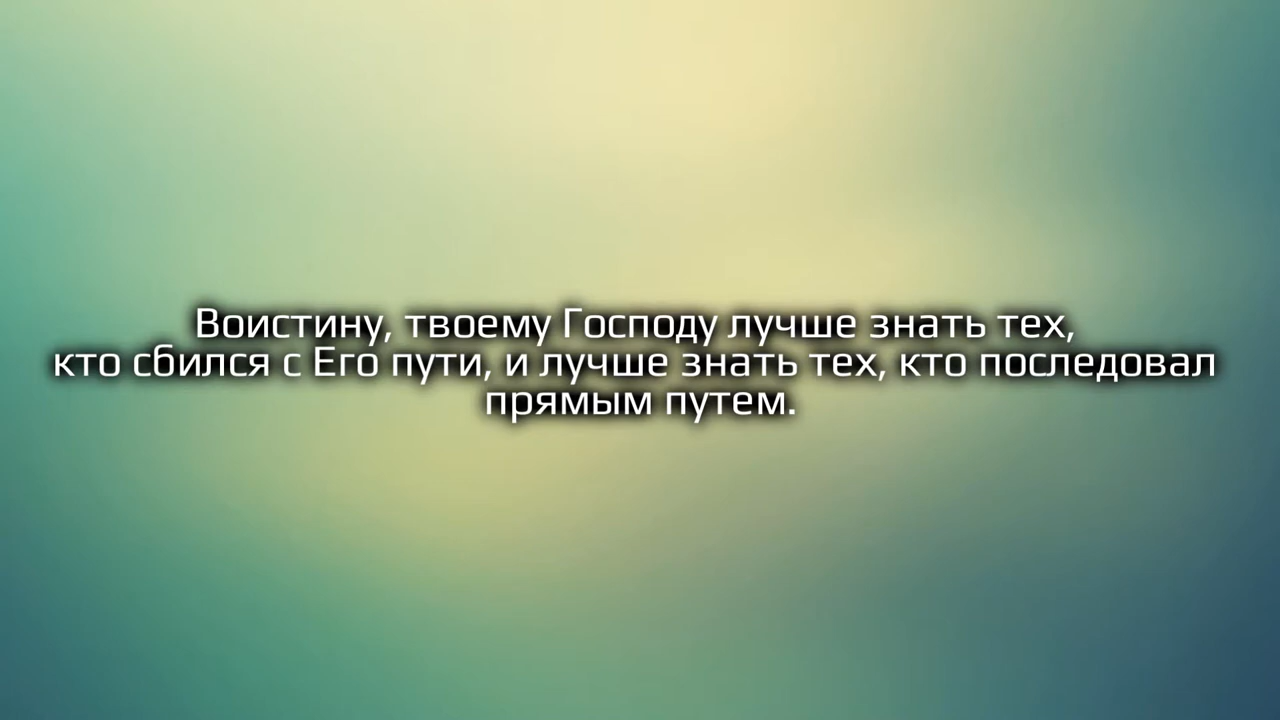 Воистину, твоему Господу лучше знать тех,
кто сбился с Его пути, и лучше знать тех, кто последовал
прямым путем.